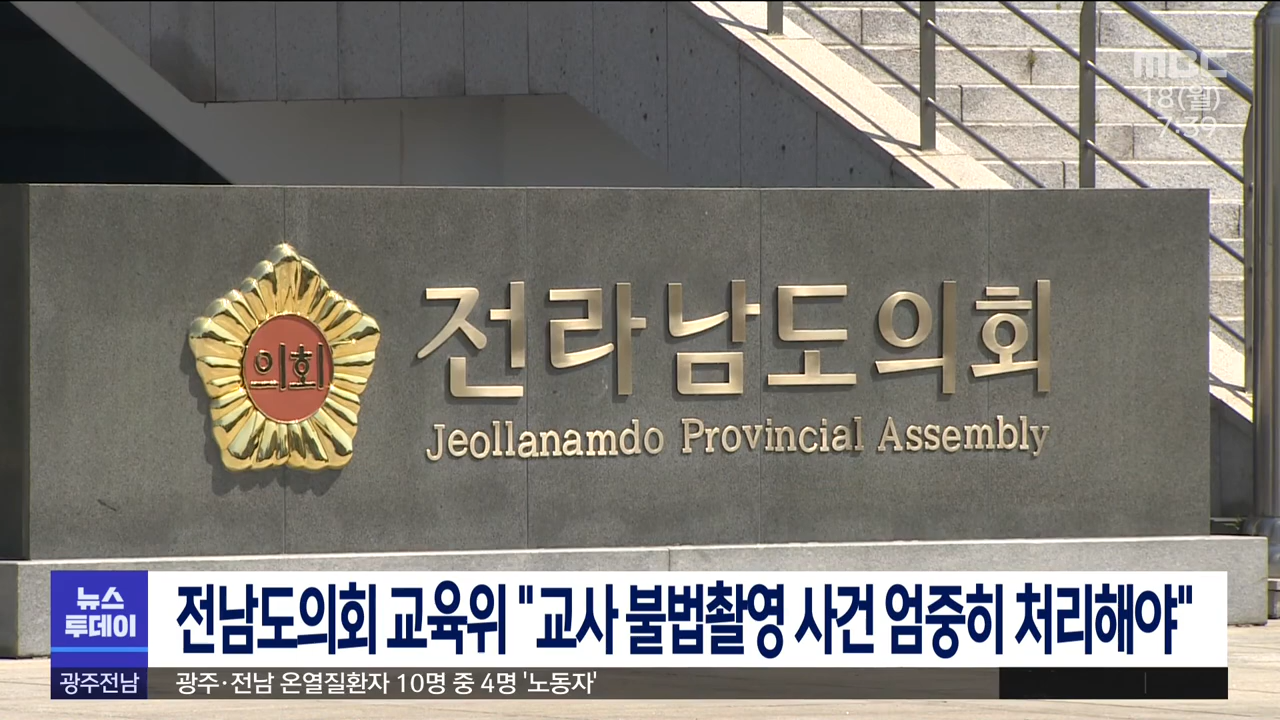 MBC
18(월)
7:39
의회
전라남도의회
Jeollanamdo Provincial Assembly
뉴스
투데이
전남도의회 교육위 "교사 불법촬영 사건 엄중히 처리해야"
광주전남
광주·전남 온열질환자 10명 중 4명 '노동자'